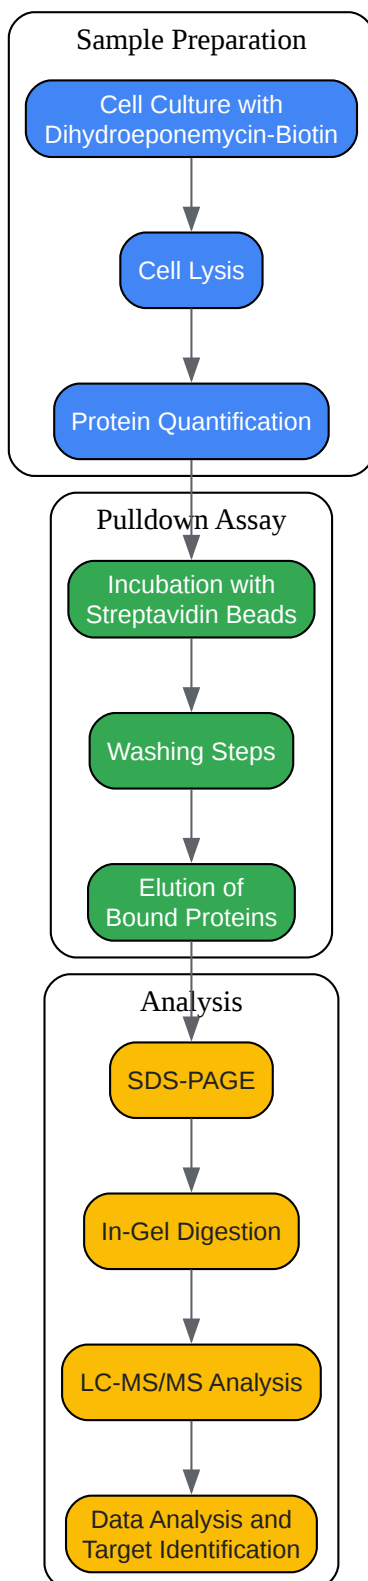 Sample Preparation
Cell Culture with
Dihydroeponemycin-Biotin
Cell Lysis
Protein Quantification
Pulldown Assay
Incubation with
Streptavidin Beads
Washing Steps
Elution of
Bound Proteins
Analysis
SDS-PAGE
In-Gel Digestion
LC-MS/MS Analysis
Data Analysis and
Target Identification